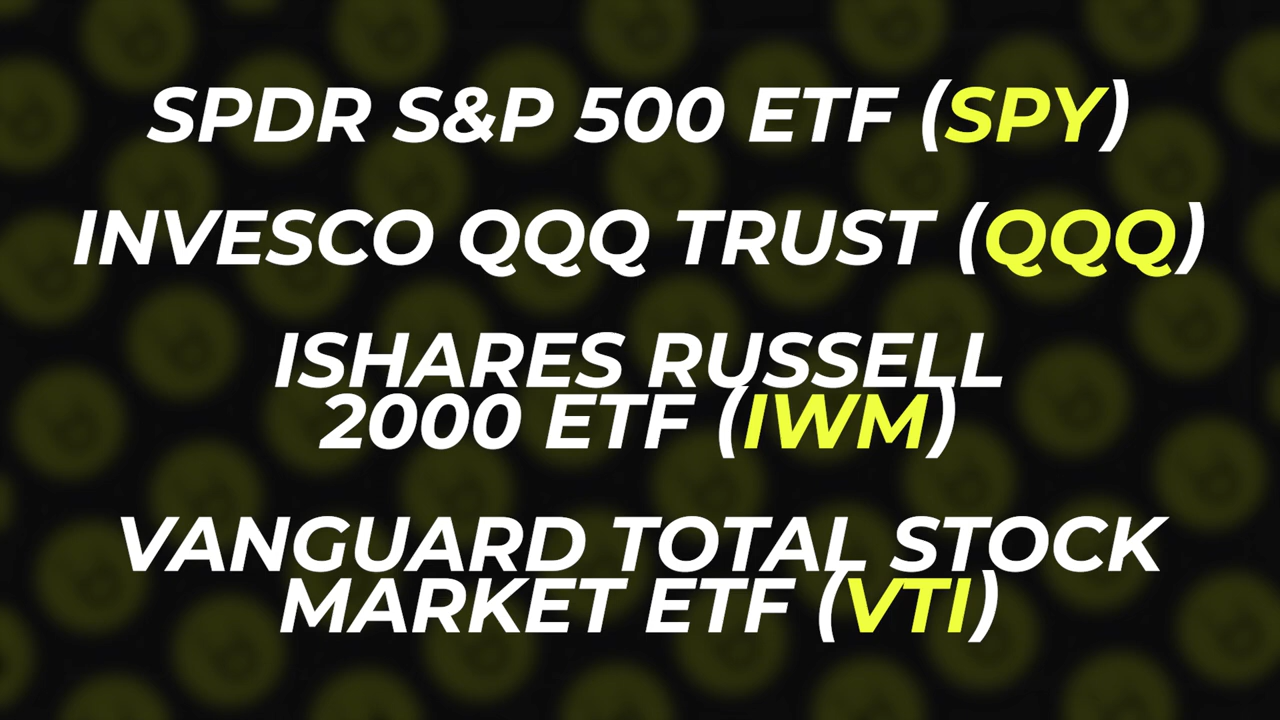 SPDR S&P 500 ETF (SPY)
INVESCO QQQ TRUST (QQQ)
ISHARES RUSSELL
2000 ETF (IWM)
VANGUARD TOTAL STOCK
MARKET ETF (VTI)